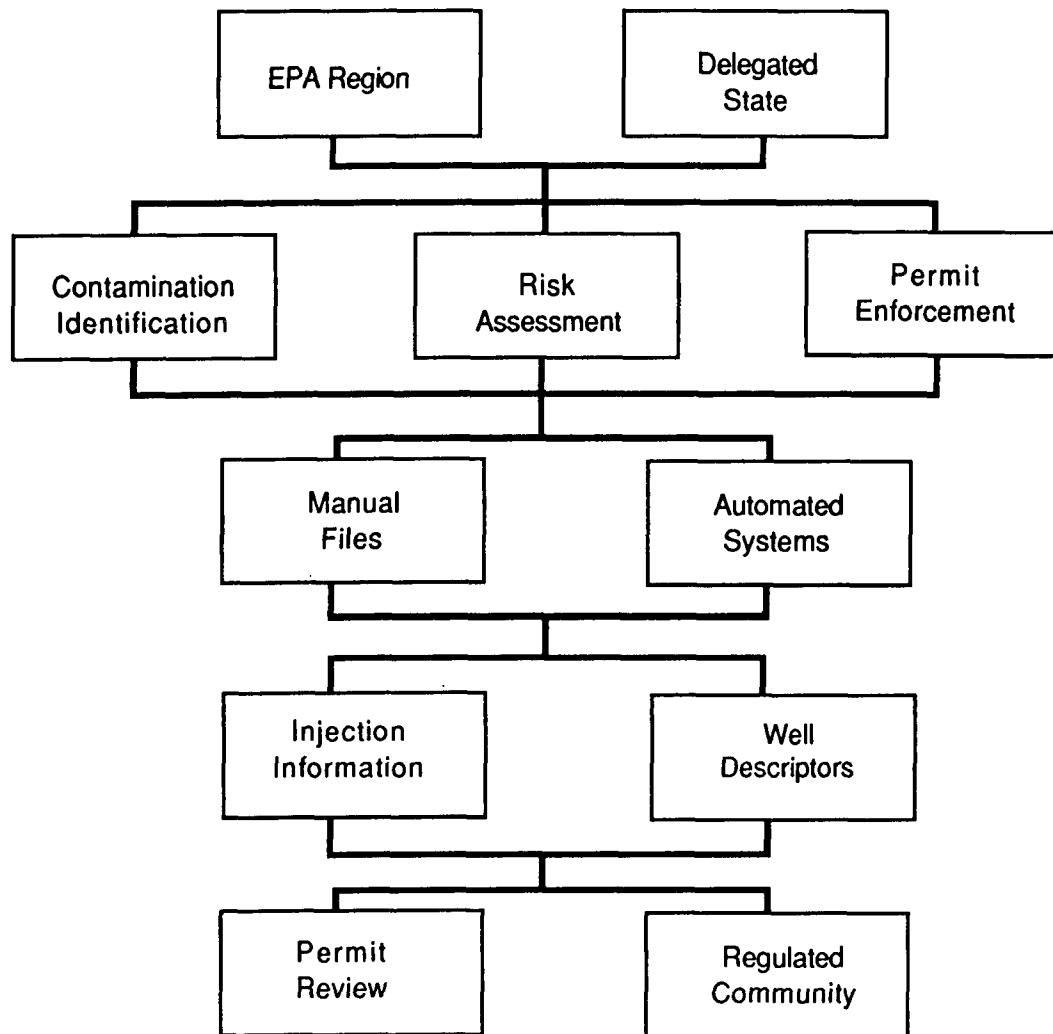 EPA Region
Delegated
State
Contamination
Identification
Risk
Assessment
Permit
Enforcement
Manual
Files
Automated
Systems
Injection
Information
Well
Descriptors
Permit
Review
Regulated
Community